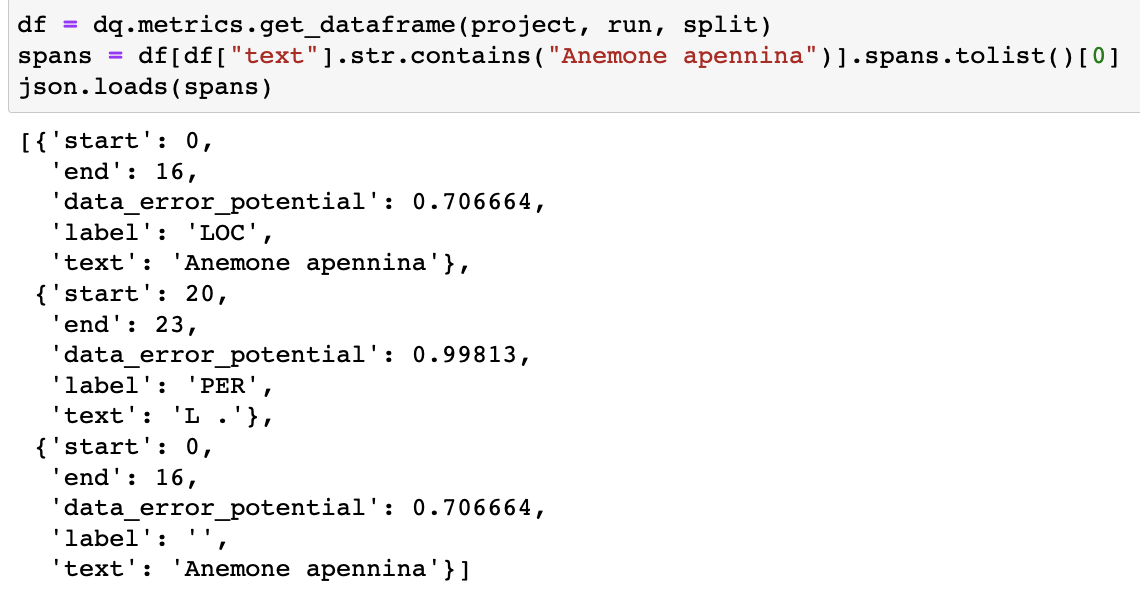 df = dq.metrics.get_dataframe(project, run, split)
spans = df[df["text"].str.contains("Anemone apennina")].spans.tolist()[0]
json.loads(spans)
[{'start': 0,
'end': 16,
'data_error_potential': 0.706664,
'label': 'LOC',
'text': 'Anemone apennina'},
{'start': 20,
'end': 23,
'data_error_potential': 0.99813,
'label': 'PER',
'text': 'L .'},
{'start': 0,
'end': 16,
'data_error_potential': 0.706664,
'label': '',
'text': 'Anemone apennina'}]